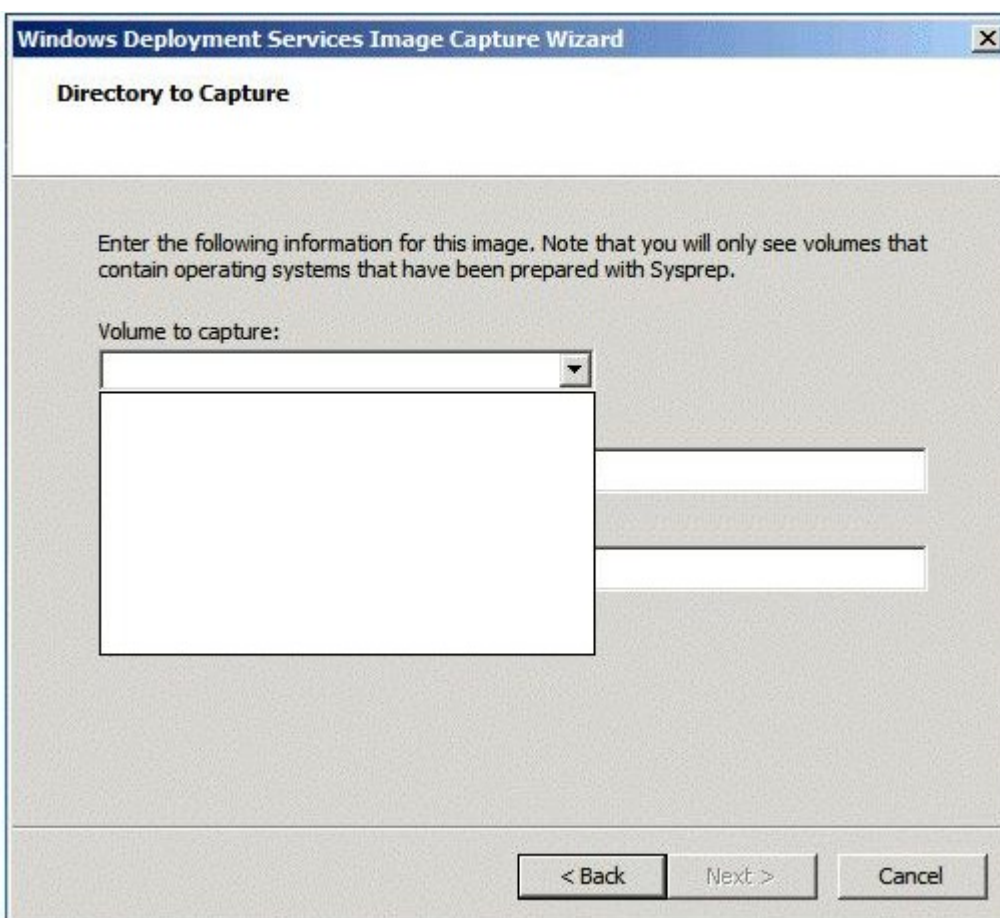 Windows Deployment Services Image Capture Wizard
Directory to Capture
Enter the following information for this image. Note that you will only see volumes that
contain operating systems that have been prepared with Sysprep.
Volume to capture:
< Back
Next >
Cancel